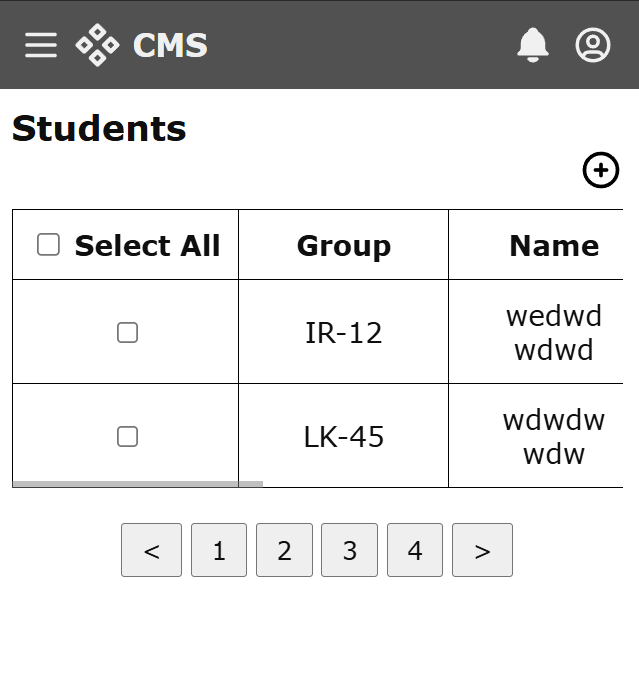 CMS
Students
Select All Group Name
IR-12 wedwd
wdwd
LK-45 wdwdw
wdw
< 1 2 3 4 >